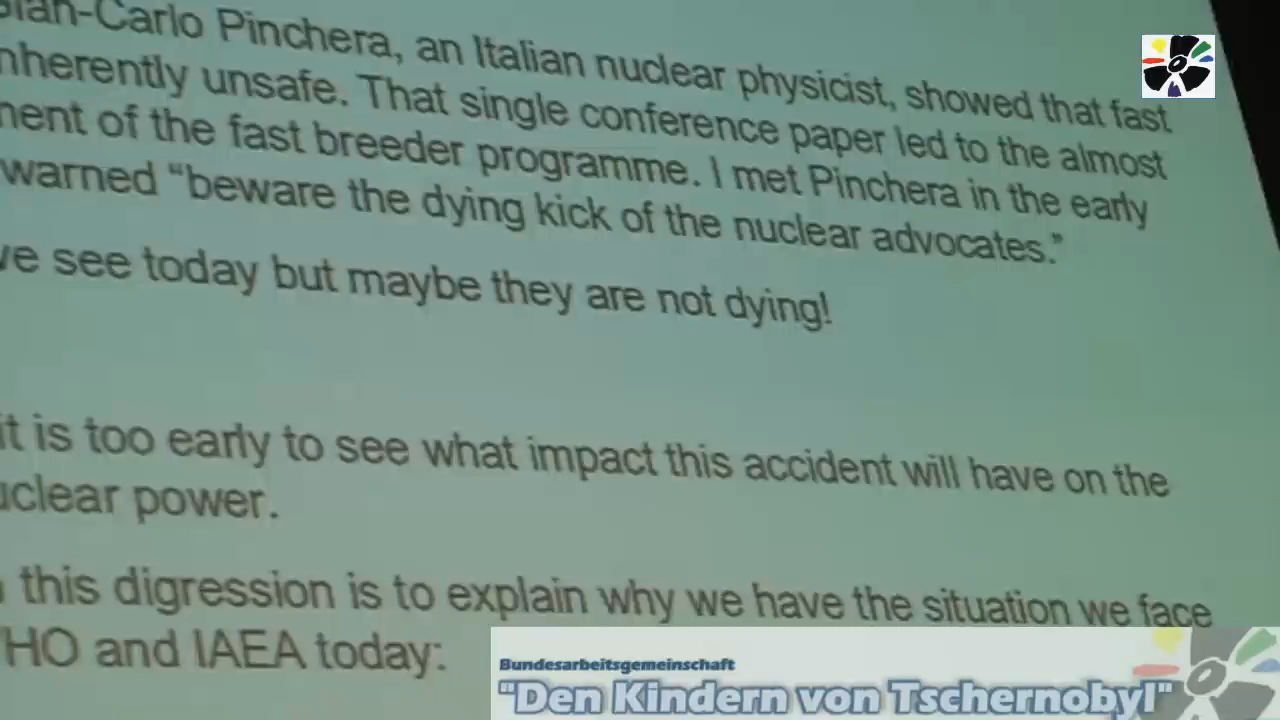 Gian-Carlo Pinchera, an Italian nuclear physicist, showed that fast
nherently unsafe. That single conference paper led to the almost
ment of the fast breeder programme. I met Pinchera in the early
warned “beware the dying kick of the nuclear advocates.”
ve see today but maybe they are not dying!
it is too early to see what impact this accident will have on the
uclear power.
this digression is to explain why we have the situation we face
HO and IAEA today:
Bundesarbeitsgemeinschaft
"Den Kindern von Tschernobyl"